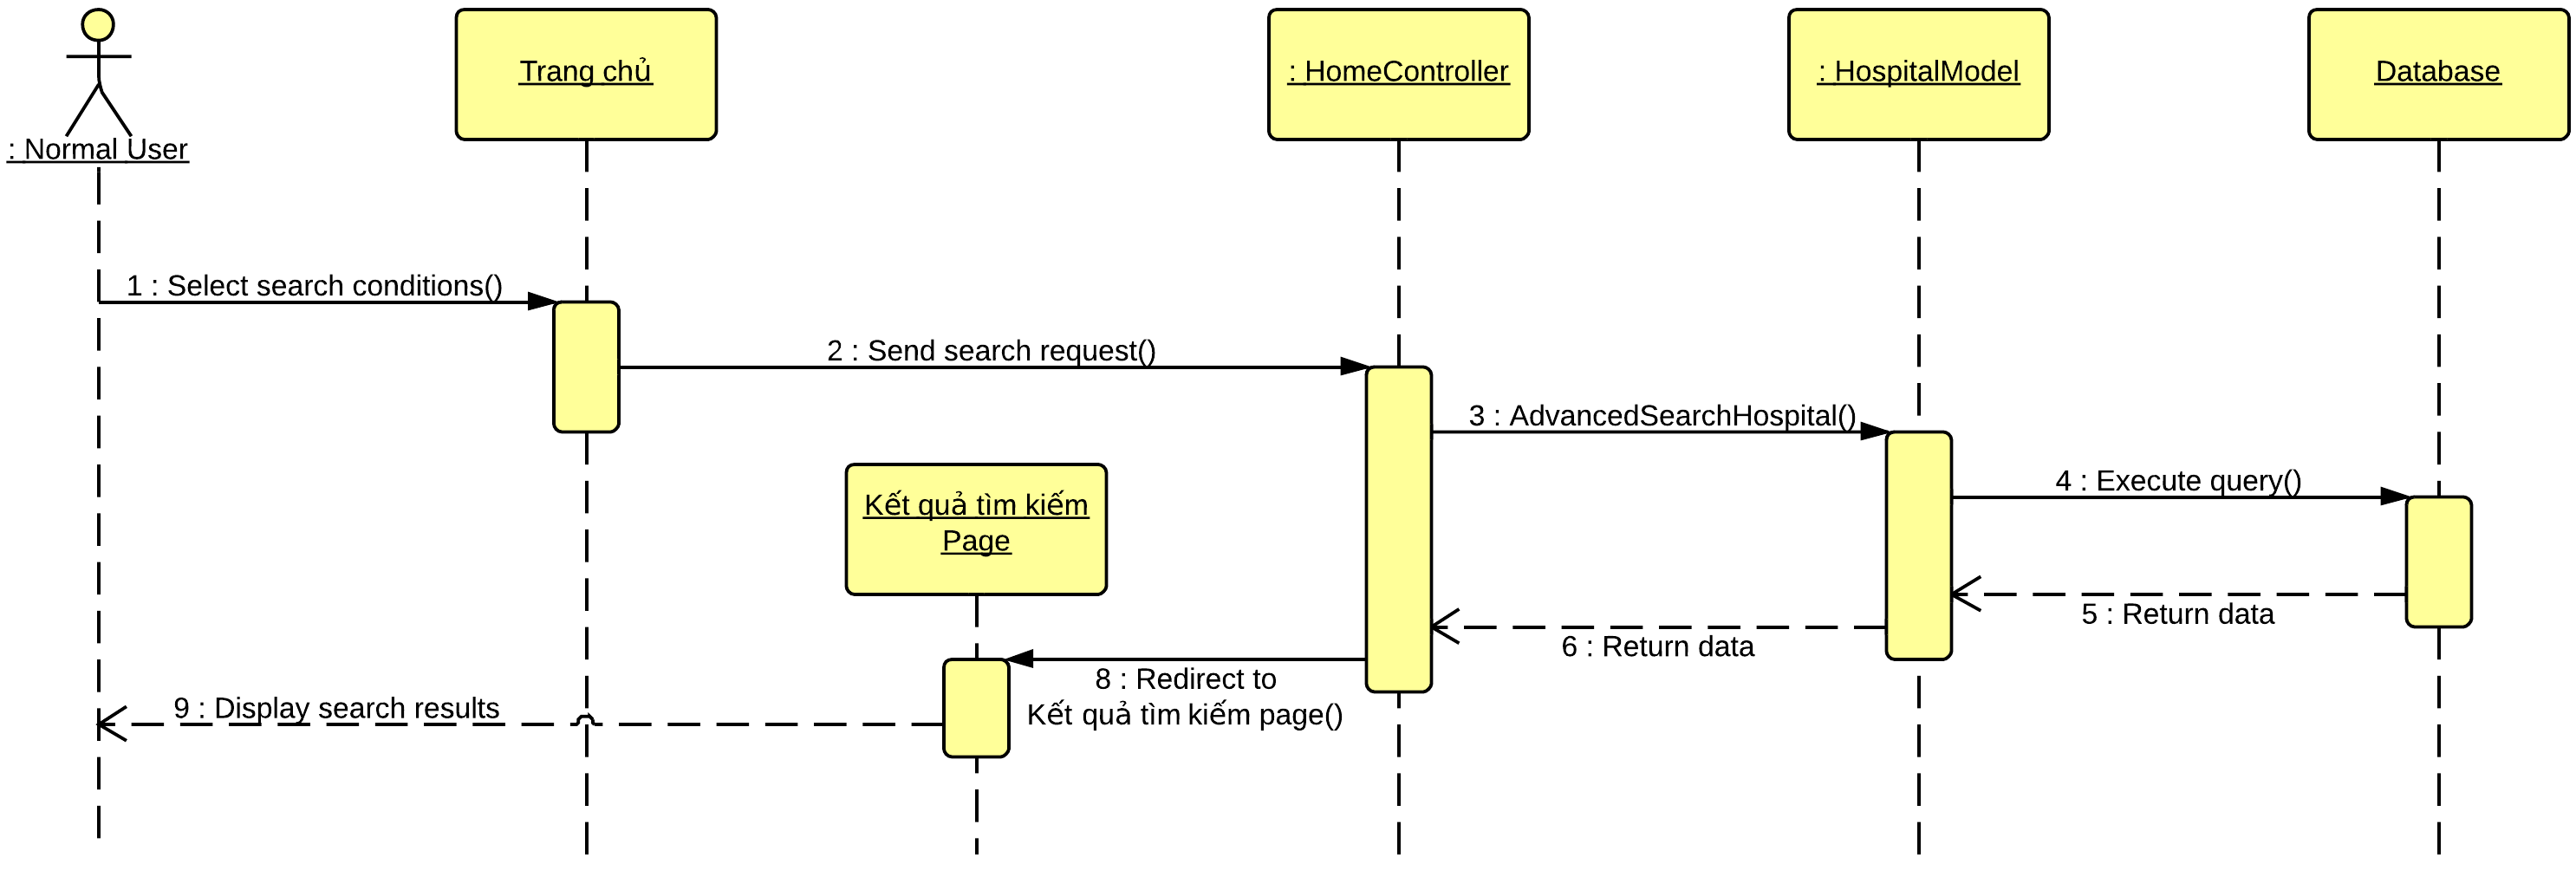 : Normal User
Trang chủ
: HomeController
: HospitalModel
Database
1 : Select search conditions()
2 : Send search request()
3 : AdvancedSearchHospital()
4 : Execute query()
Kết quả tìm kiếm
Page
5 : Return data
6 : Return data
8 : Redirect to
Kết quả tìm kiếm page()
9 : Display search results